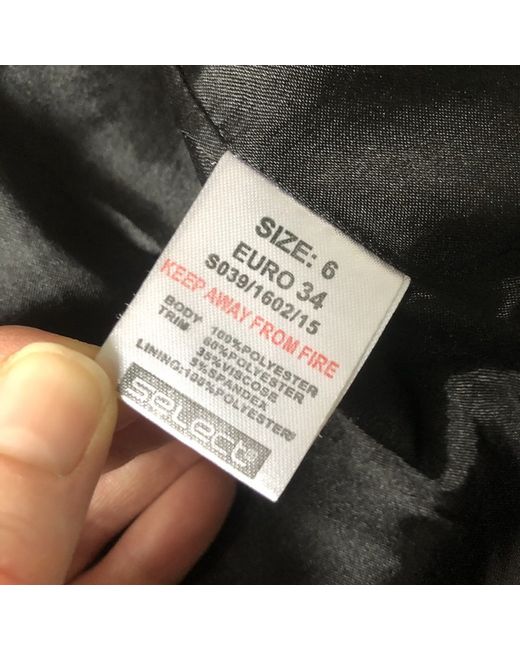 SIZE: 6
EURO 34
S039/1602/15
KEEP AWAY FROM FIRE
BODY 100%POLYESTER
TRIM 60%POLYESTER
35%VISCOSE
5%SPANDEX
LINING:100%POLYESTER
SELECT